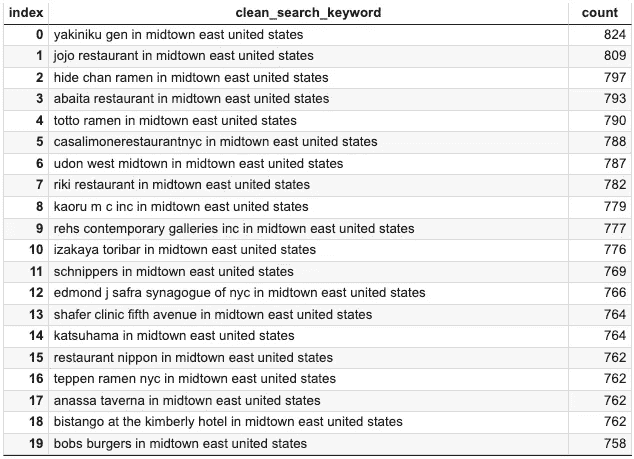 index clean_search_keyword count
0 yakiniku gen in midtown east united states 824
1 jojo restaurant in midtown east united states 809
2 hide chan ramen in midtown east united states 797
3 abaita restaurant in midtown east united states 793
4 totto ramen in midtown east united states 790
5 casalimonerestaurantnyc in midtown east united states 788
6 udon west midtown in midtown east united states 787
7 riki restaurant in midtown east united states 782
8 kaoru m c inc in midtown east united states 779
9 rehs contemporary galleries inc in midtown east united states 777
10 izakaya toribar in midtown east united states 776
11 schnippers in midtown east united states 769
12 edmond j safra synagogue of nyc in midtown east united states 766
13 shafer clinic fifth avenue in midtown east united states 764
14 katsuhama in midtown east united states 764
15 restaurant nippon in midtown east united states 762
16 teppen ramen nyc in midtown east united states 762
17 anassa taverna in midtown east united states 762
18 bistango at the kimberly hotel in midtown east united states 762
19 bobs burgers in midtown east united states 758